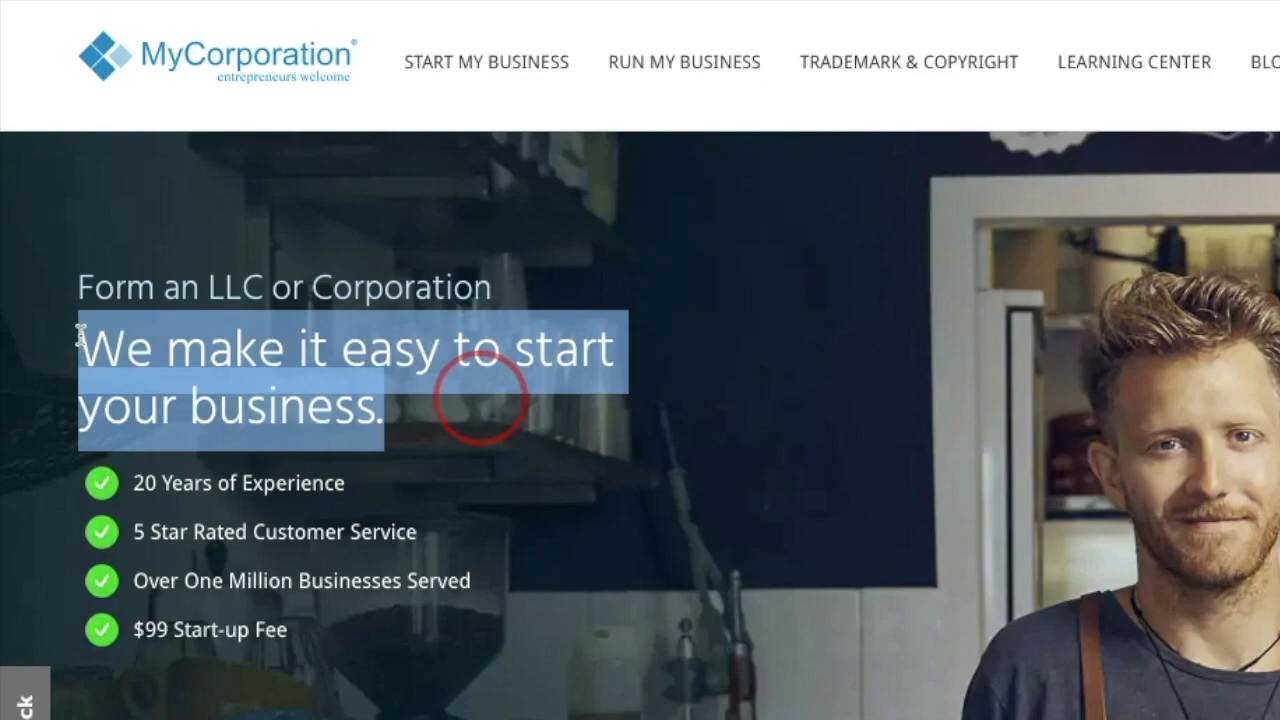 MyCorporation®
entrepreneurs welcome
START MY BUSINESS
RUN MY BUSINESS
TRADEMARK & COPYRIGHT
LEARNING CENTER
Form an LLC or Corporation
We make it easy to start
your business.
20 Years of Experience
5 Star Rated Customer Service
Over One Million Businesses Served
$99 Start-up Fee